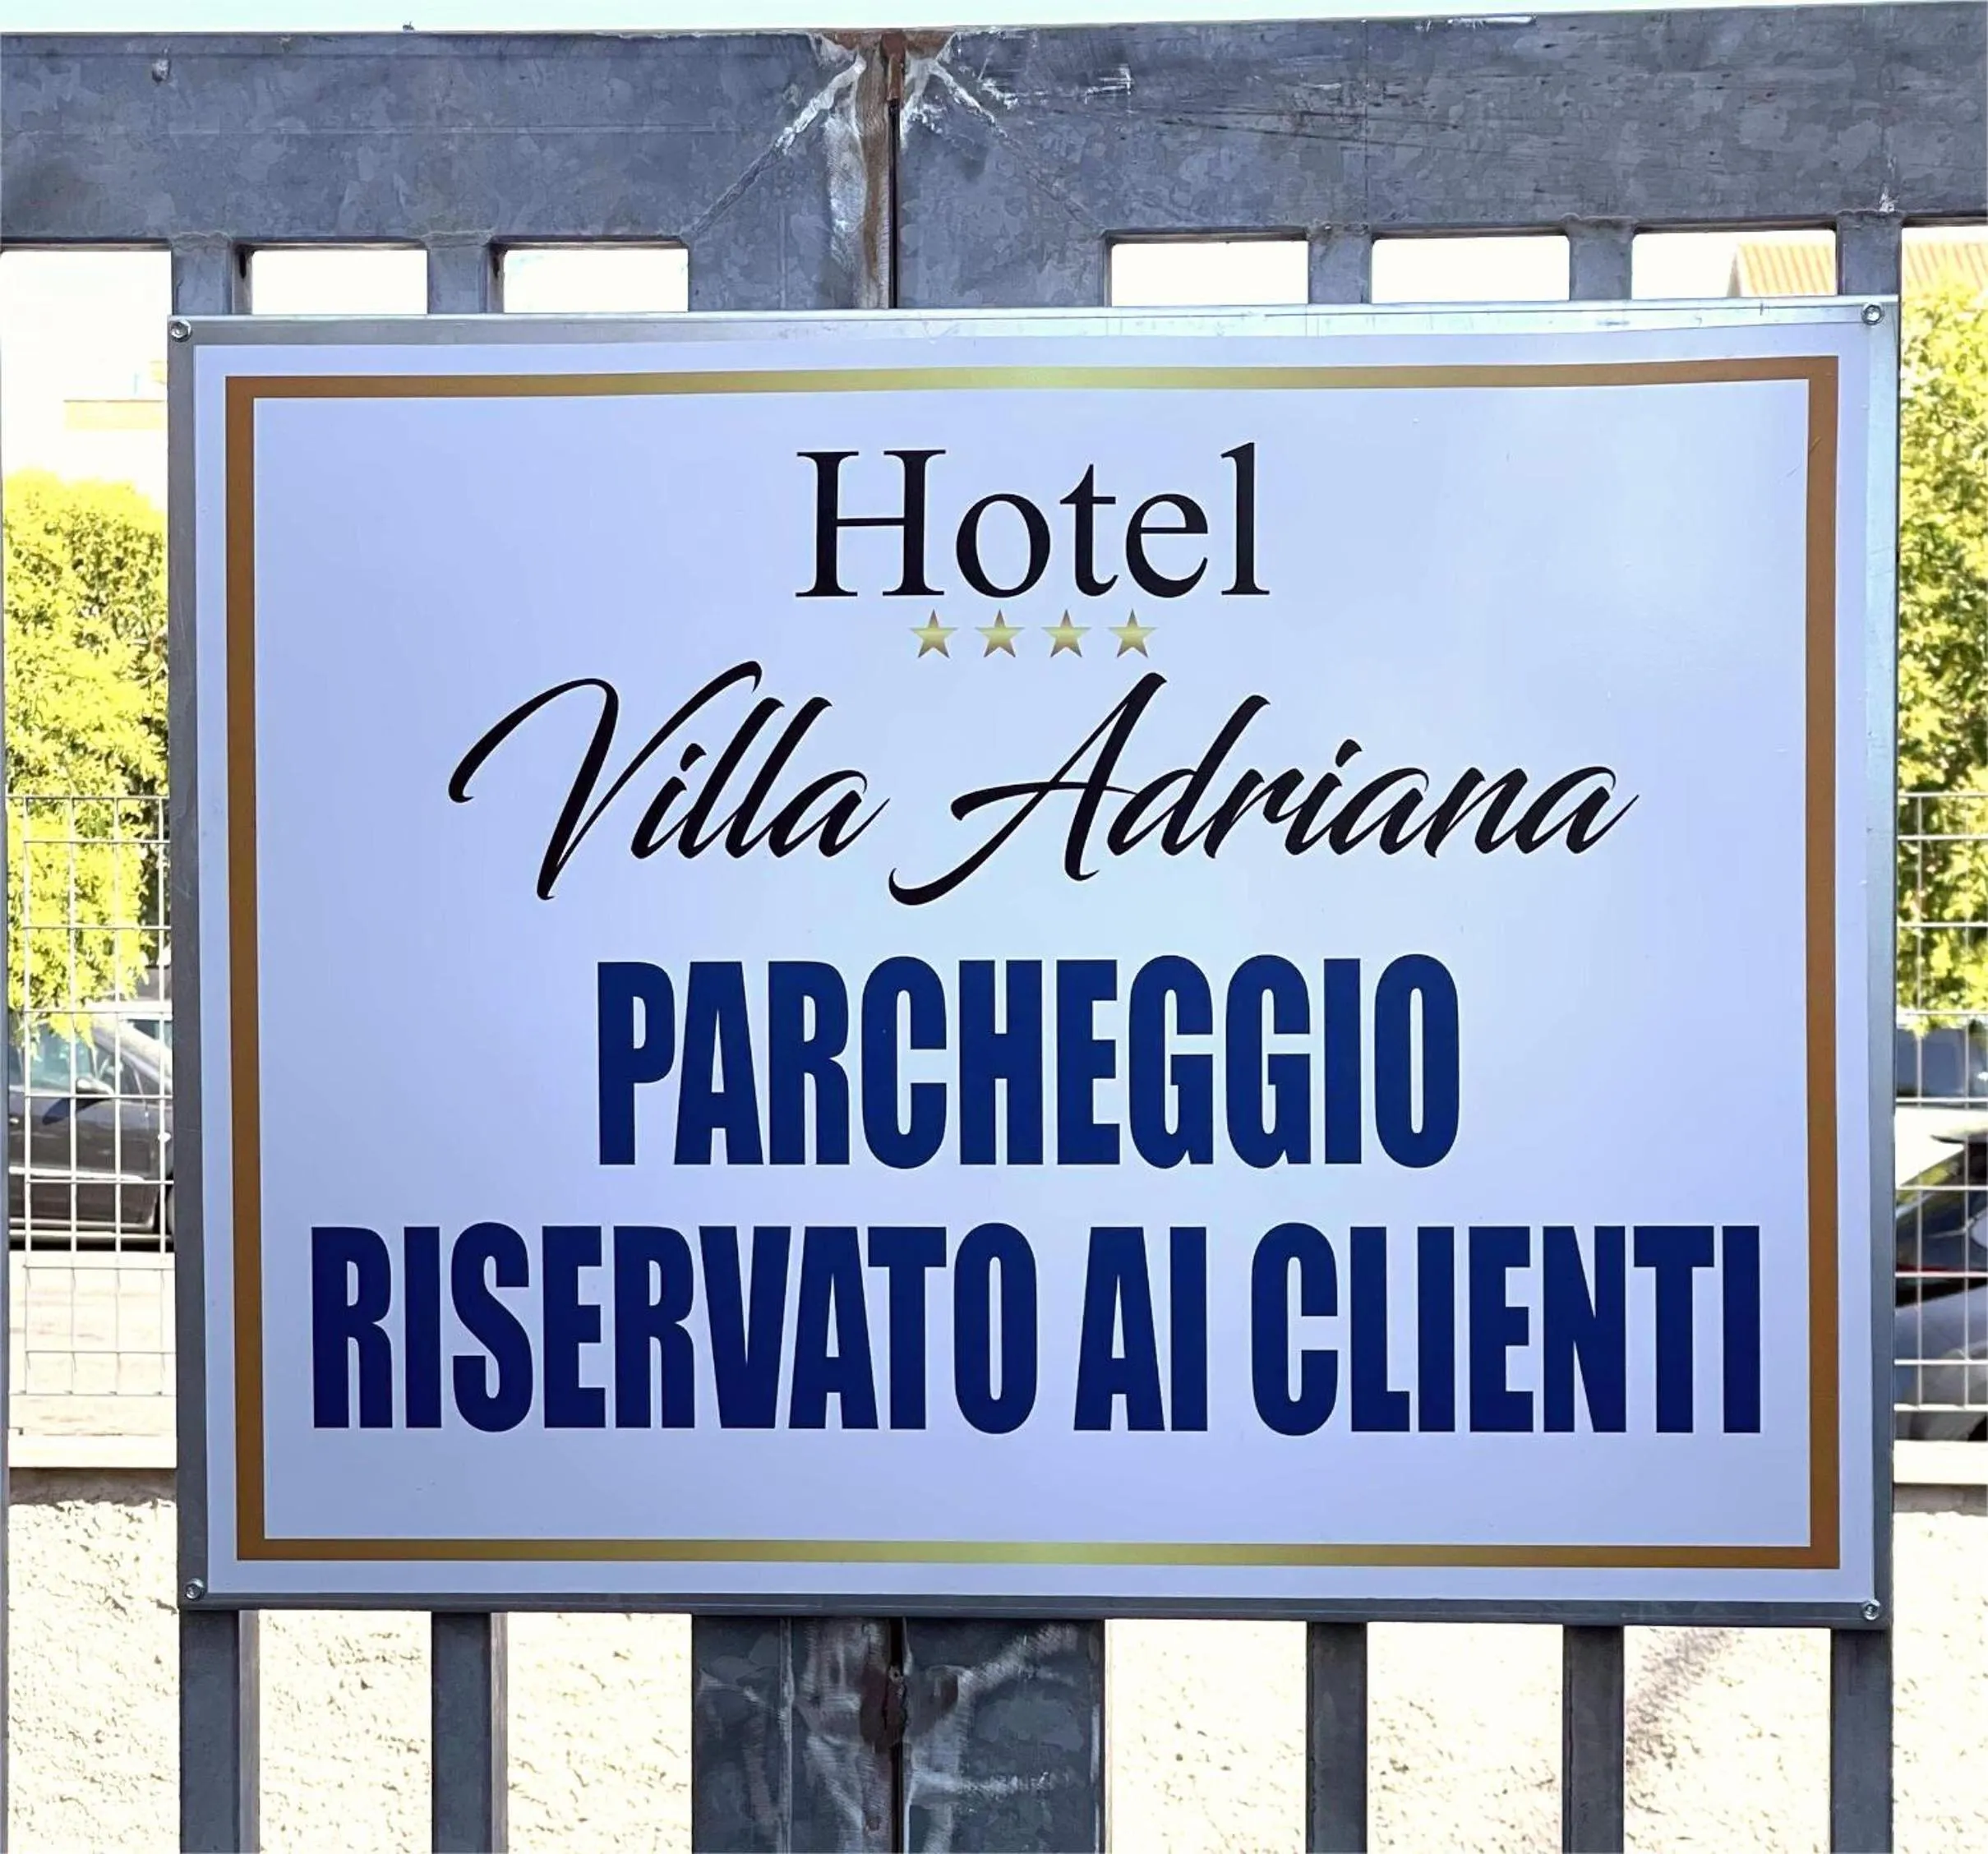 Hotel
Villa Adriana
PARCHEGGIO
RISERVATO AI CLIENTI